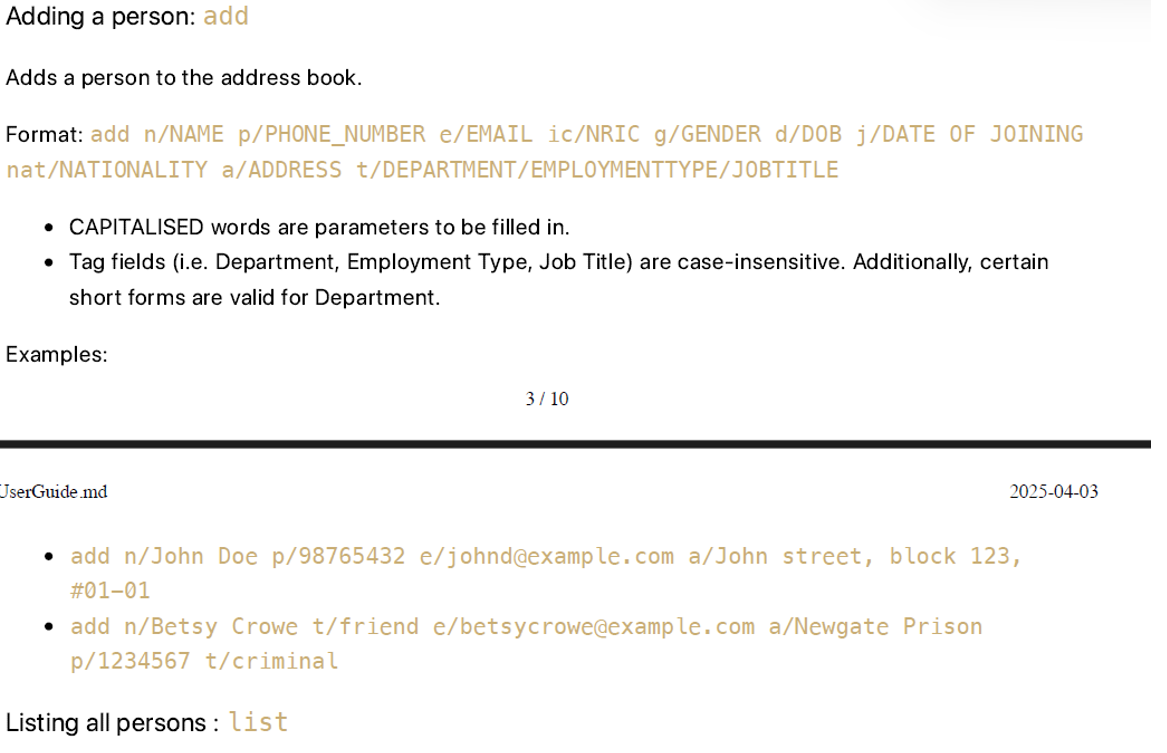 Adding a person: add
Adds a person to the address book.
Format: add n/NAME p/PHONE_NUMBER e/EMAIL ic/NRIC g/GENDER d/DOB j/DATE OF JOINING
nat/NATIONALITY a/ADDRESS t/DEPARTMENT/EMPLOYMENTTYPE/JOBTITLE
• CAPITALISED words are parameters to be filled in.
• Tag fields (i.e. Department, Employment Type, Job Title) are case-insensitive. Additionally, certain
short forms are valid for Department.
Examples:
3 / 10
UserGuide.md 2025-04-03
• add n/John Doe p/98765432 e/johnd@example.com a/John street, block 123,
#01-01
• add n/Betsy Crowe t/friend e/betsycrowe@example.com a/Newgate Prison
p/1234567 t/criminal
Listing all persons : list